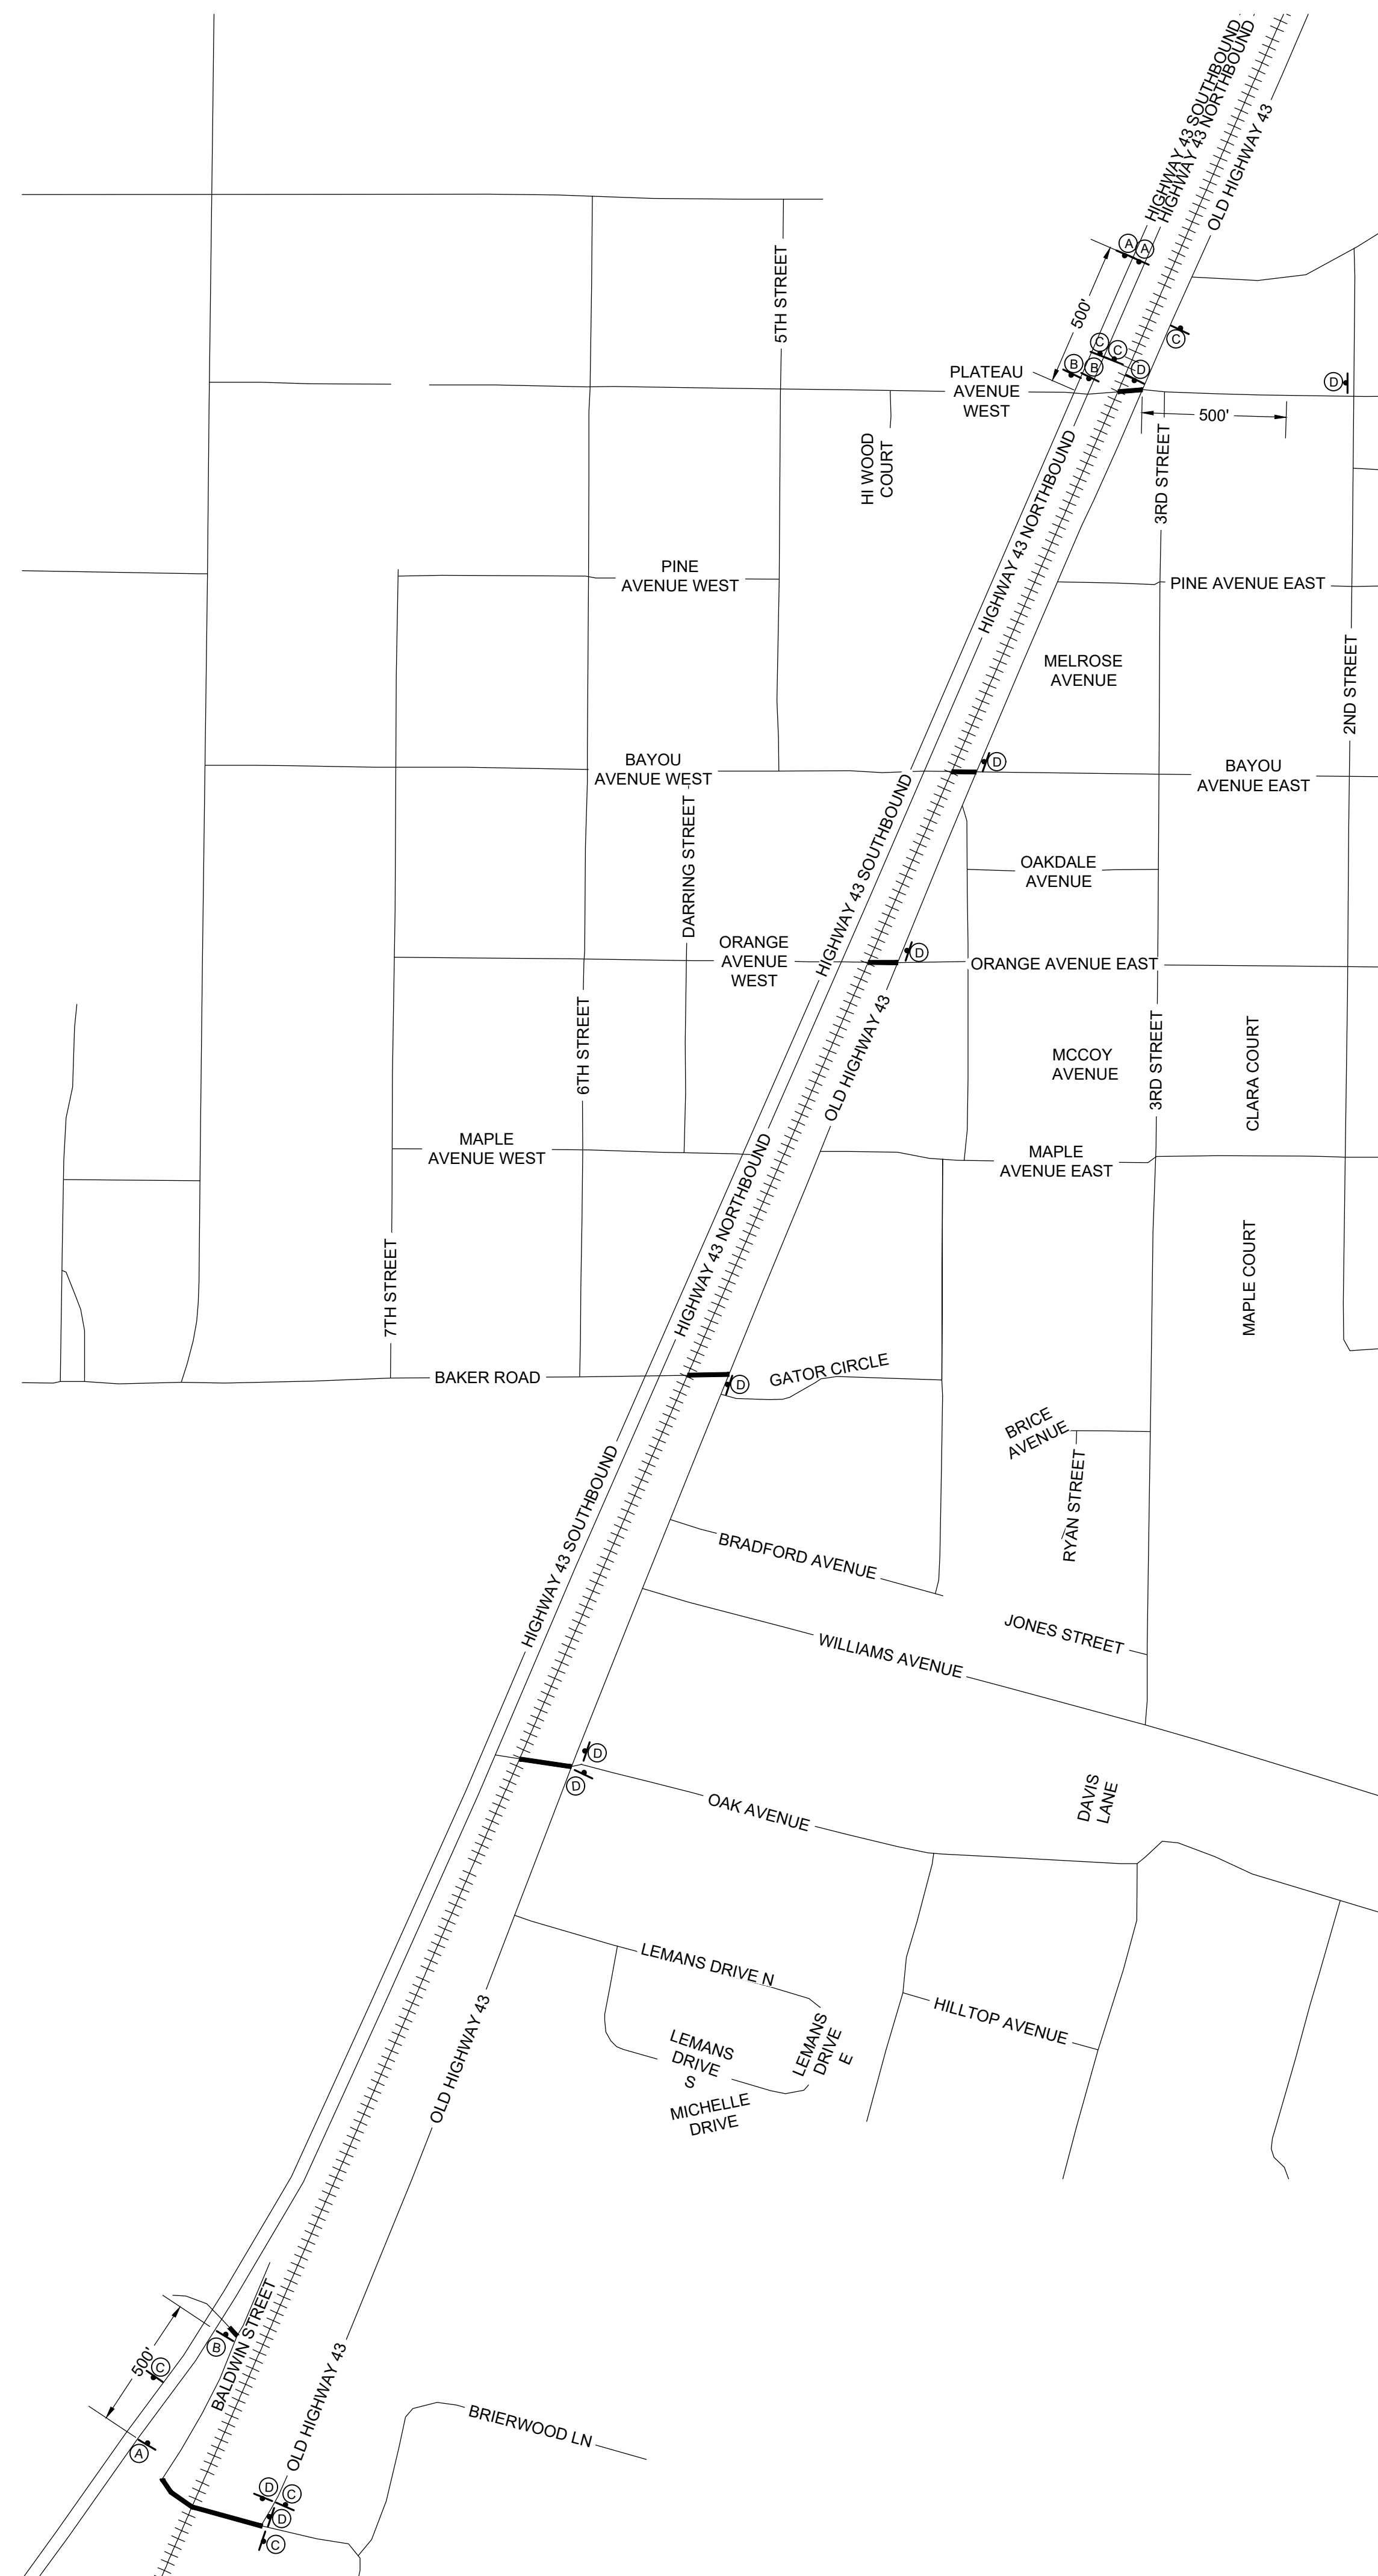 HIGHWAY 43 SOUTHBOUND
HIGHWAY 43 NORTHBOUND
OLD HIGHWAY 43
A
A
5TH STREET
500'
C
C
C
B
B
D
D
PLATEAU
AVENUE
WEST
500'
HI WOOD
COURT
3RD STREET
HIGHWAY 43 NORTHBOUND
PINE
AVENUE WEST
PINE AVENUE EAST
MELROSE
AVENUE
2ND STREET
BAYOU
AVENUE WEST
D
BAYOU
AVENUE EAST
DARRING STREET
HIGHWAY 43 SOUTHBOUND
OAKDALE
AVENUE
ORANGE
AVENUE
WEST
D
ORANGE AVENUE EAST
6TH STREET
OLD HIGHWAY 43
MCCOY
AVENUE
3RD STREET
CLARA COURT
MAPLE
AVENUE WEST
MAPLE
AVENUE EAST
HIGHWAY 43 NORTHBOUND
7TH STREET
MAPLE COURT
BAKER ROAD
D
GATOR CIRCLE
BRICE
AVENUE
RYAN STREET
HIGHWAY 43 SOUTHBOUND
BRADFORD AVENUE
JONES STREET
WILLIAMS AVENUE
D
D
OAK AVENUE
DAVIS
LANE
LEMANS DRIVE N
OLD HIGHWAY 43
LEMANS
DRIVE
S
LEMANS
DRIVE
E
HILLTOP AVENUE
MICHELLE
DRIVE
BALDWIN STREET
B
500'
C
OLD HIGHWAY 43
A
BRIERWOOD LN
D
C
D
C